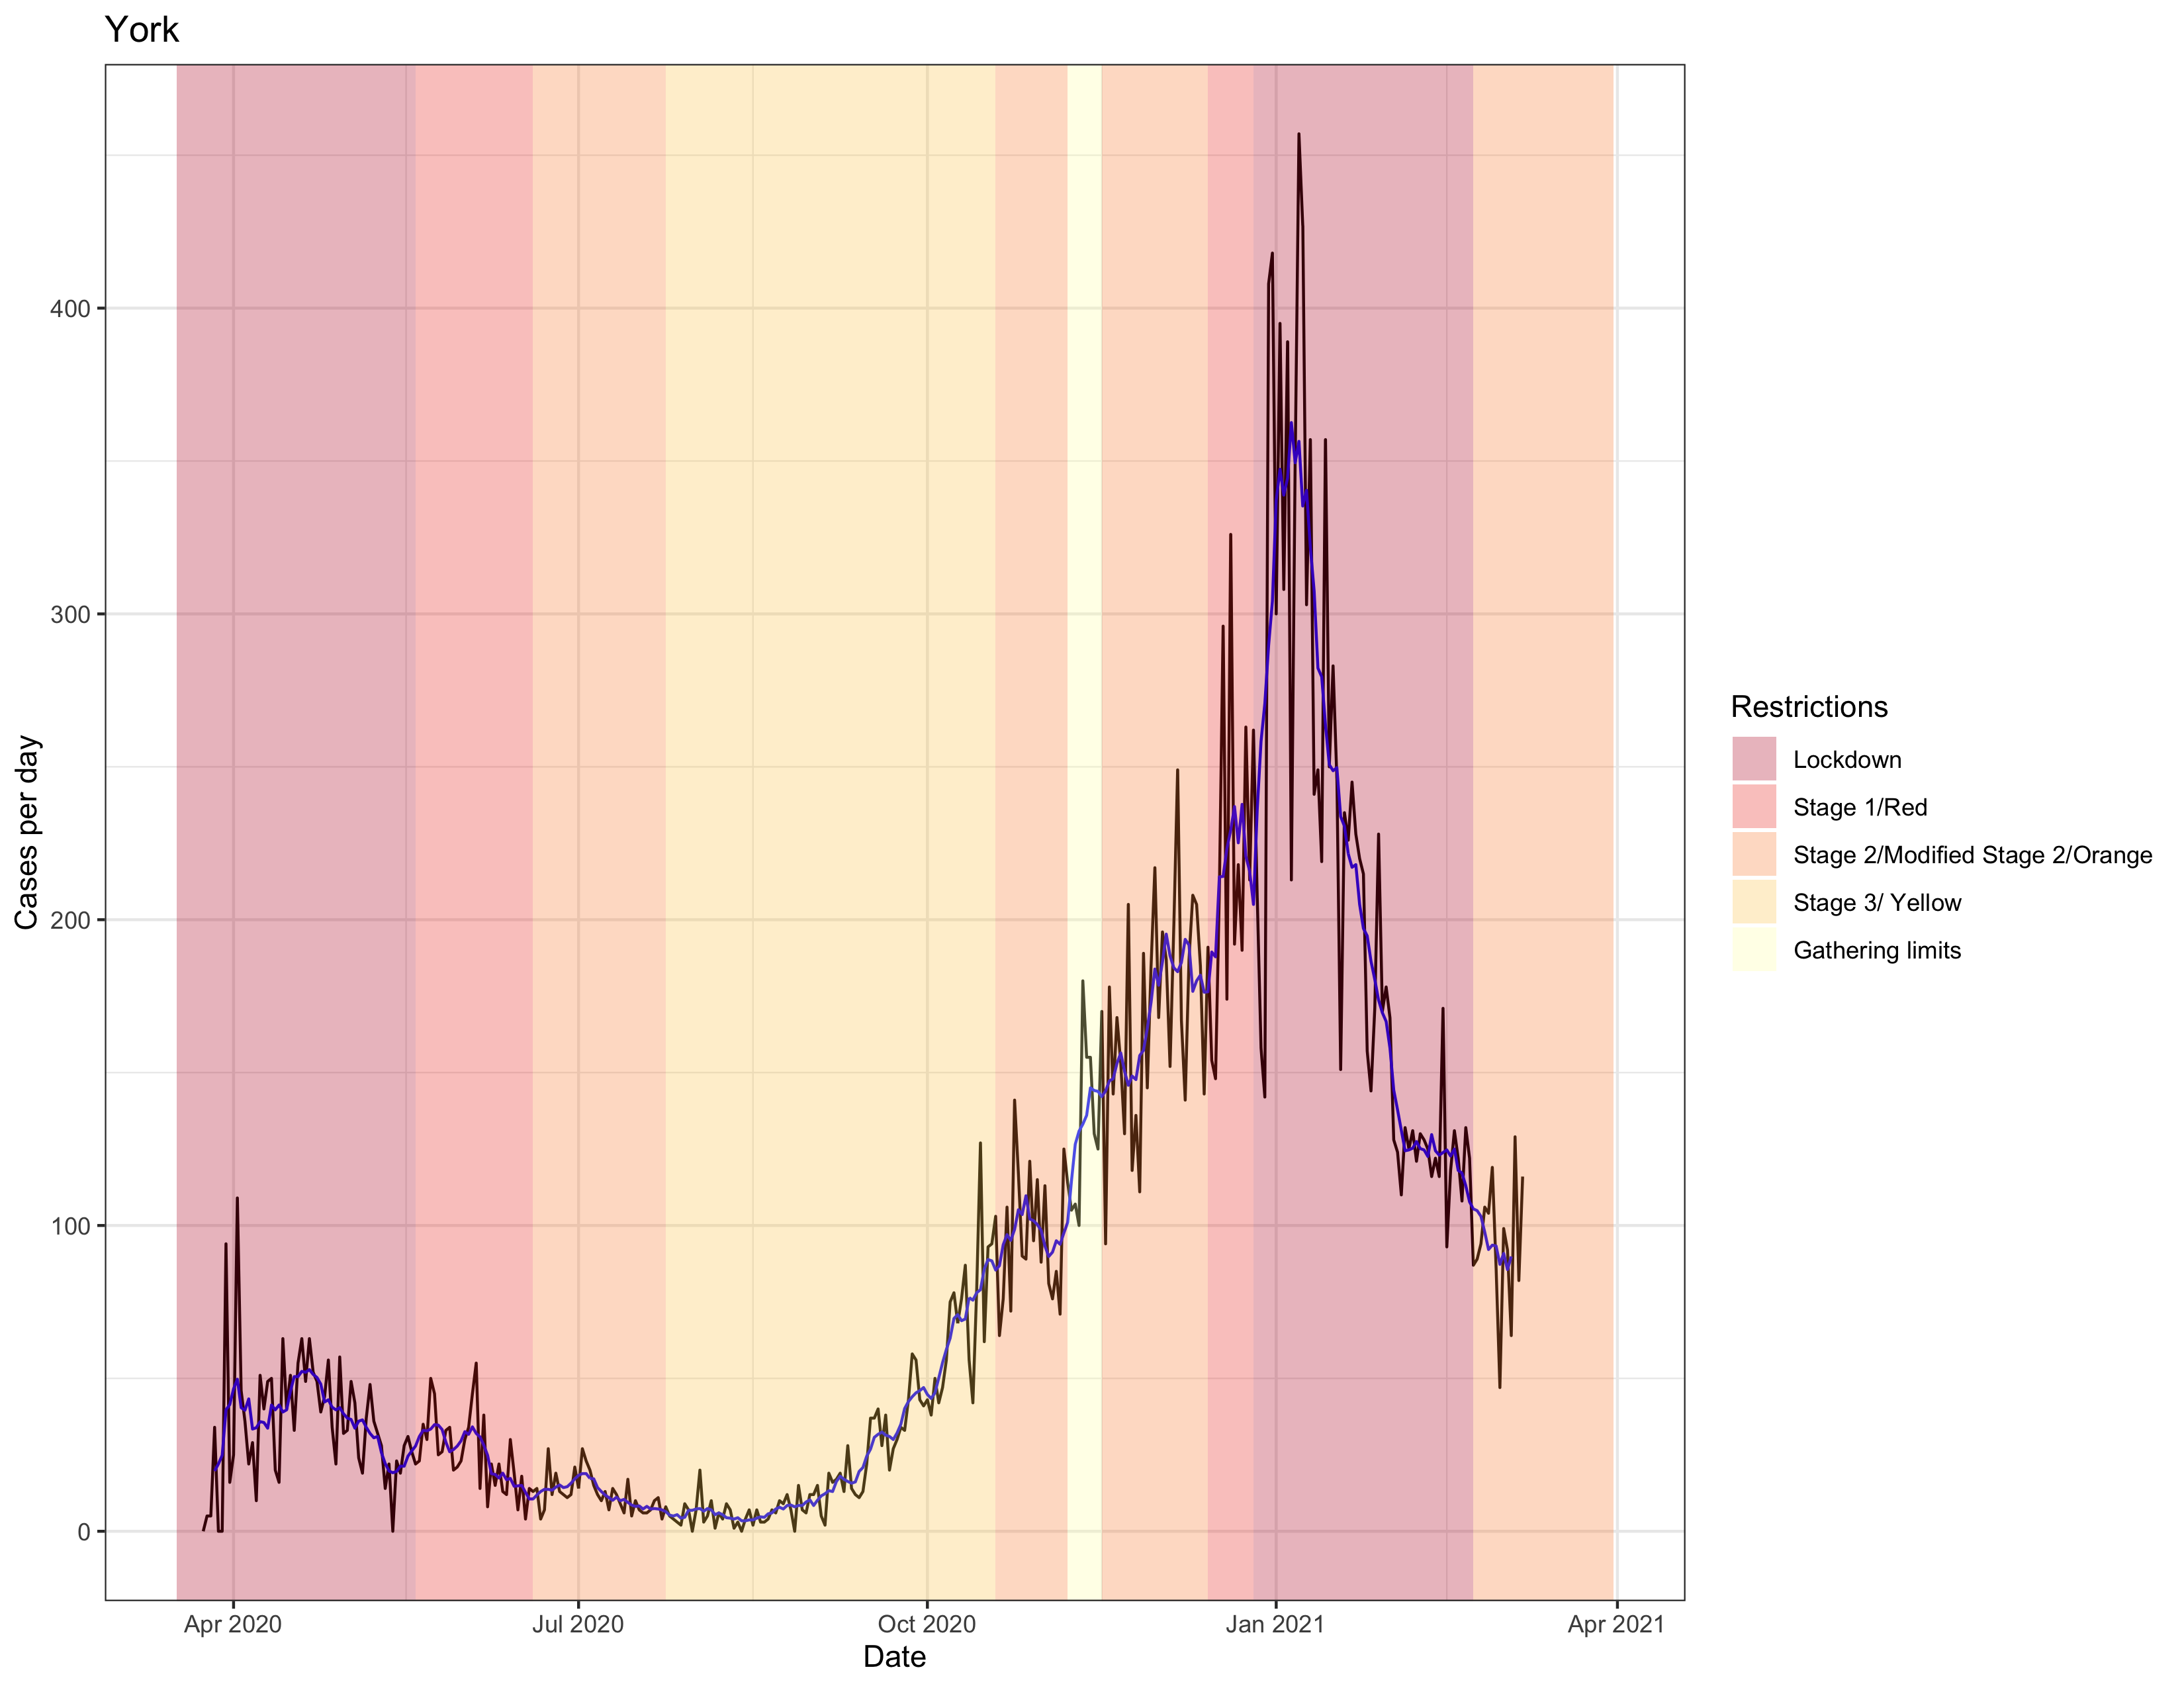 York
400
300
200
100
0
Cases per day
Apr 2020
Jul 2020
Oct 2020
Jan 2021
Apr 2021
Date
Restrictions
Lockdown
Stage 1/Red
Stage 2/Modified Stage 2/Orange
Stage 3/ Yellow
Gathering limits